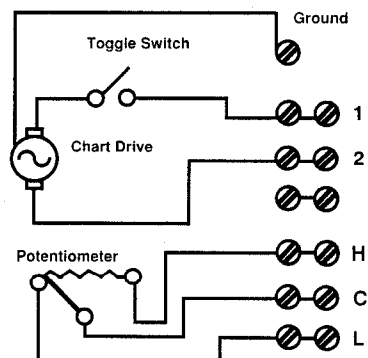 Ground
Toggle Switch
1
Chart Drive
2
Potentiometer
H
C
L